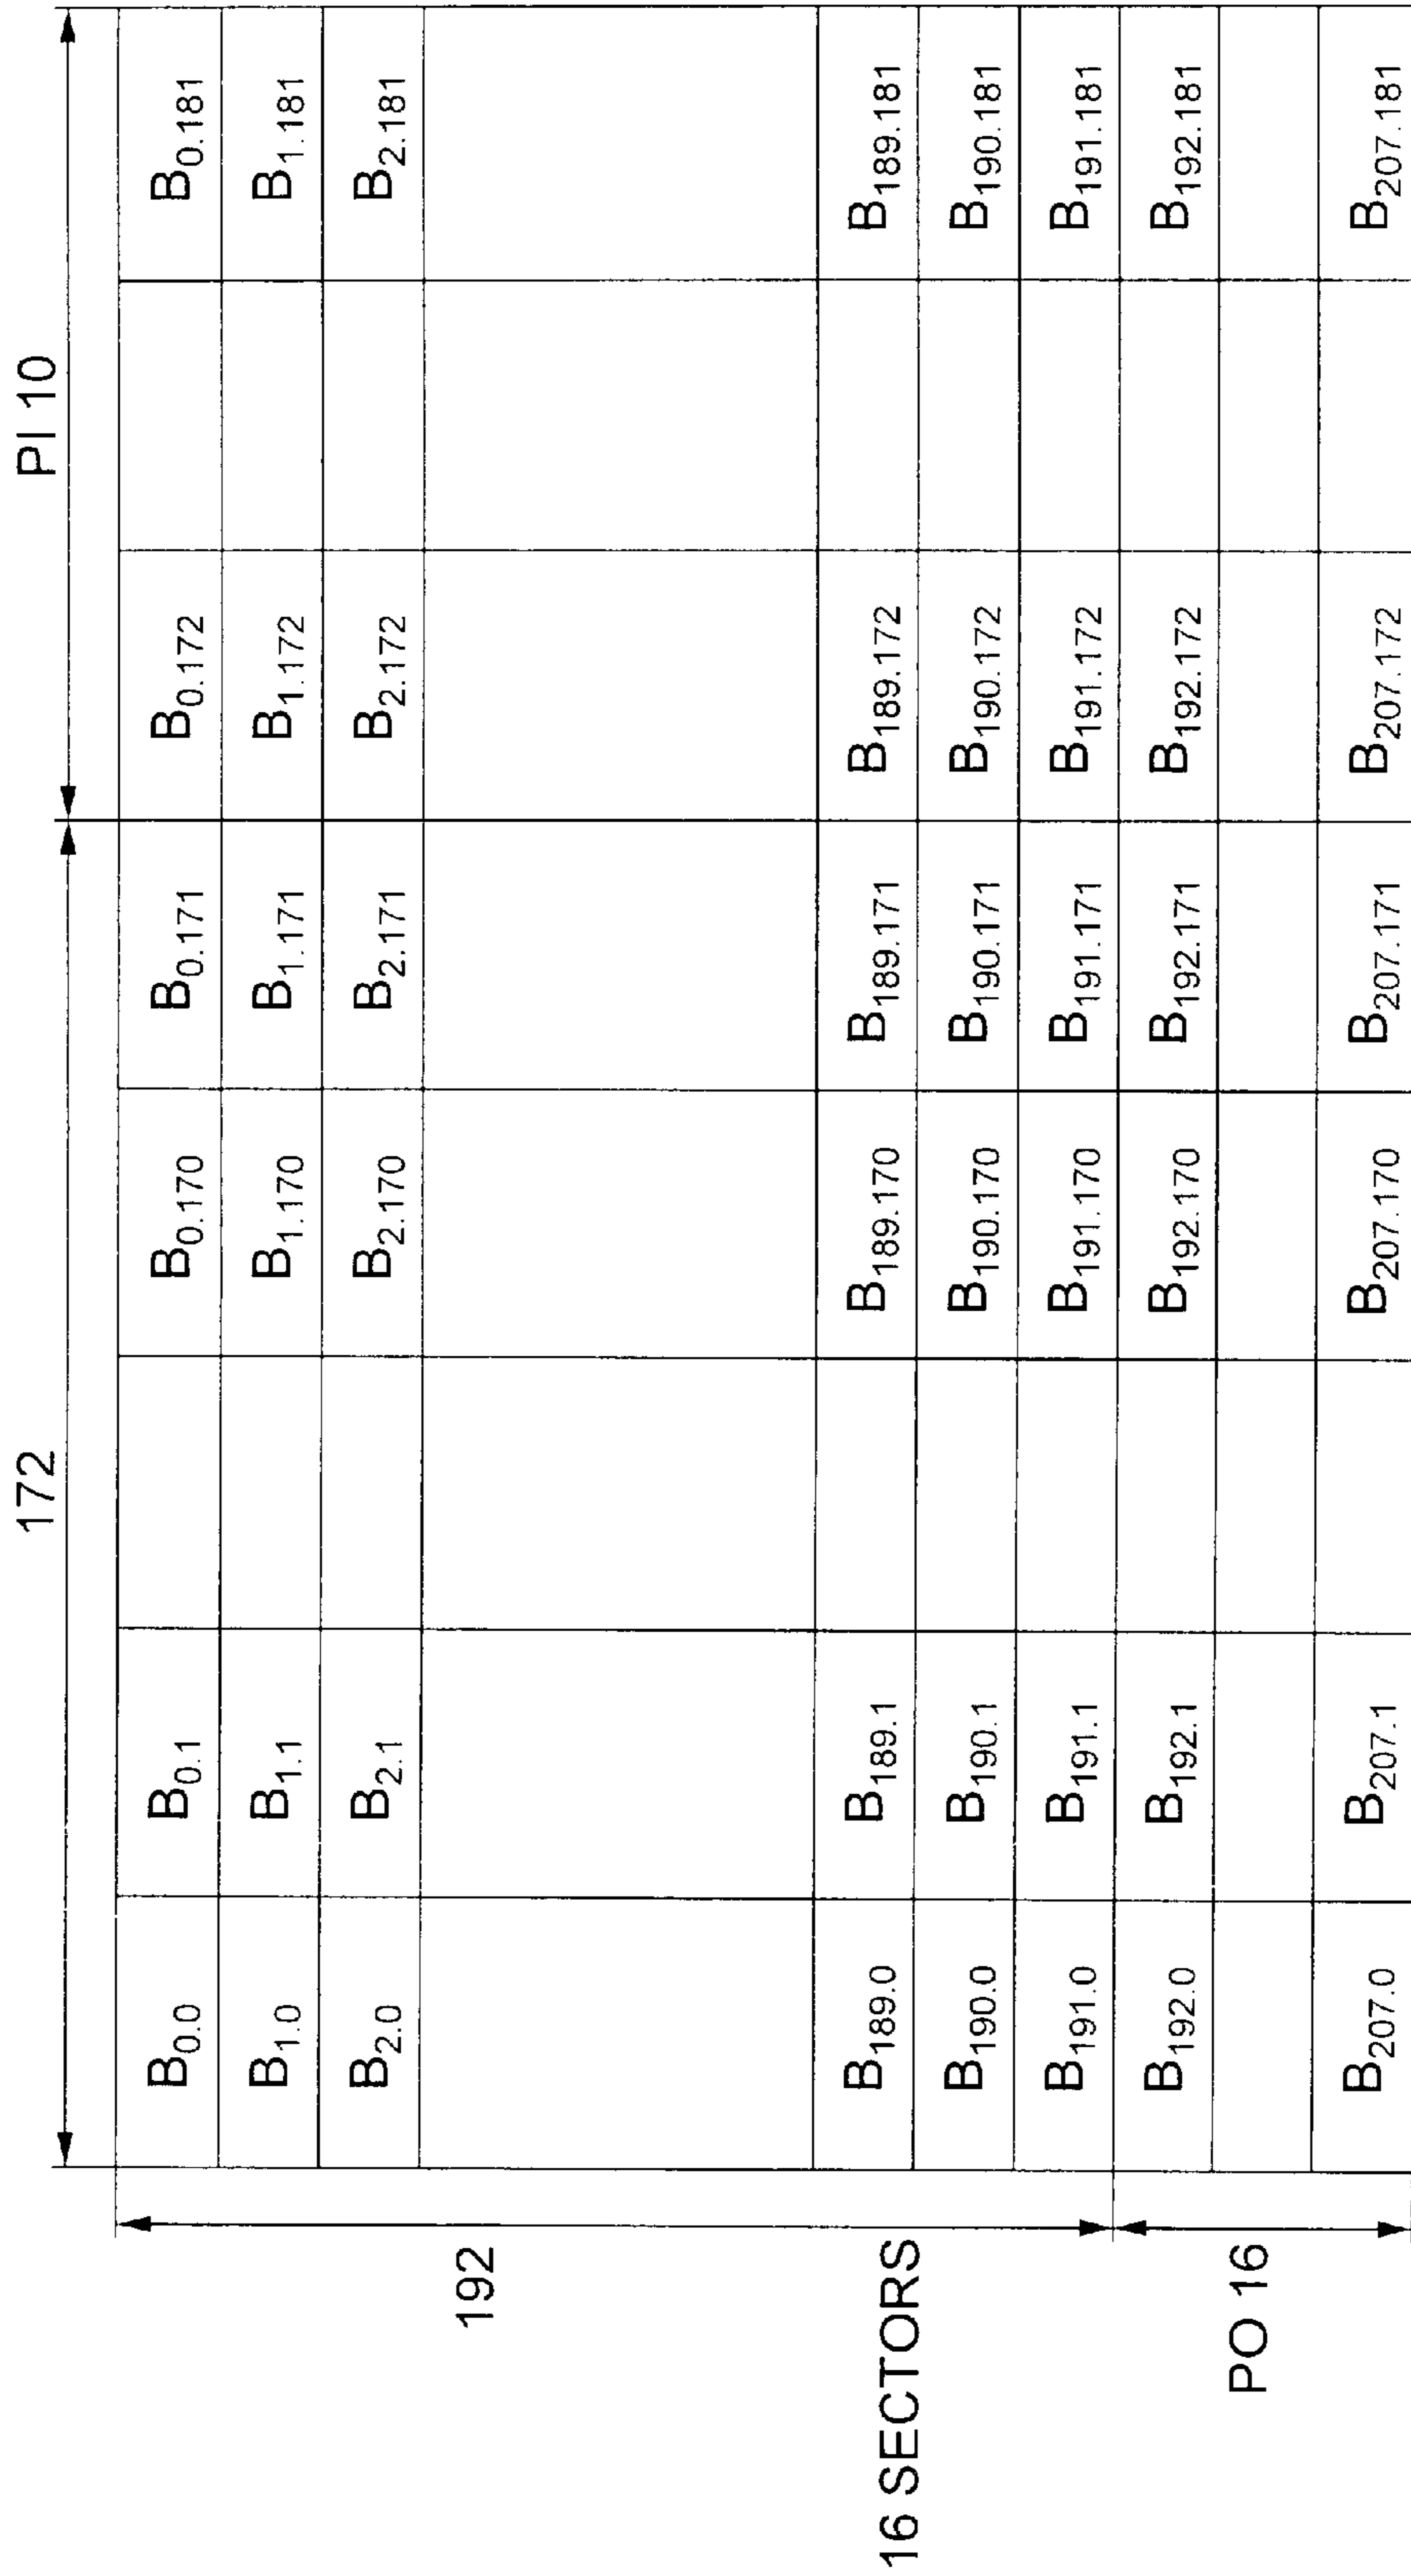 172 PI 10
B0.0 B0.1 B0.170 B0.171 B0.172 B0.181
B1.0 B1.1 B1.170 B1.171 B1.172 B1.181
B2.0 B2.1 B2.170 B2.171 B2.172 B2.181
192
B189.0 B189.1 B189.170 B189.171 B189.172 B189.181
16 SECTORS
B190.0 B190.1 B190.170 B190.171 B190.172 B190.181
B191.0 B191.1 B191.170 B191.171 B191.172 B191.181
B192.0 B192.1 B192.170 B192.171 B192.172 B192.181
PO 16
B207.0 B207.1 B207.170 B207.171 B207.172 B207.181